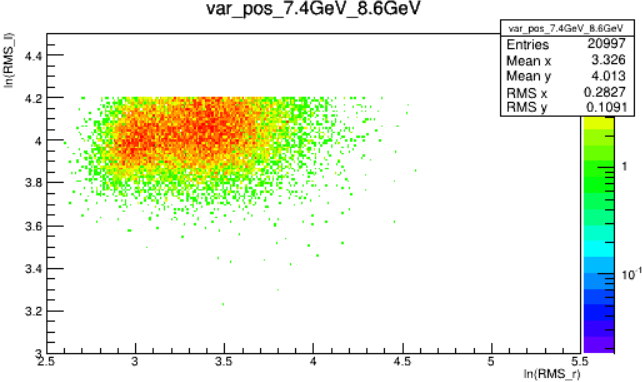 var_pos_7.4GeV_8.6GeV
var_pos_7.4GeV_8.6GeV
Entries 20997
Mean x 3.326
Mean y 4.013
RMS x 0.2827
RMS y 0.1091
ln(RMS_l)
4.4
4.2
4
3.8
3.6
3.4
3.2
3
2.5 3 3.5 4 4.5 5 5.5
ln(RMS_r)
1
10^-1